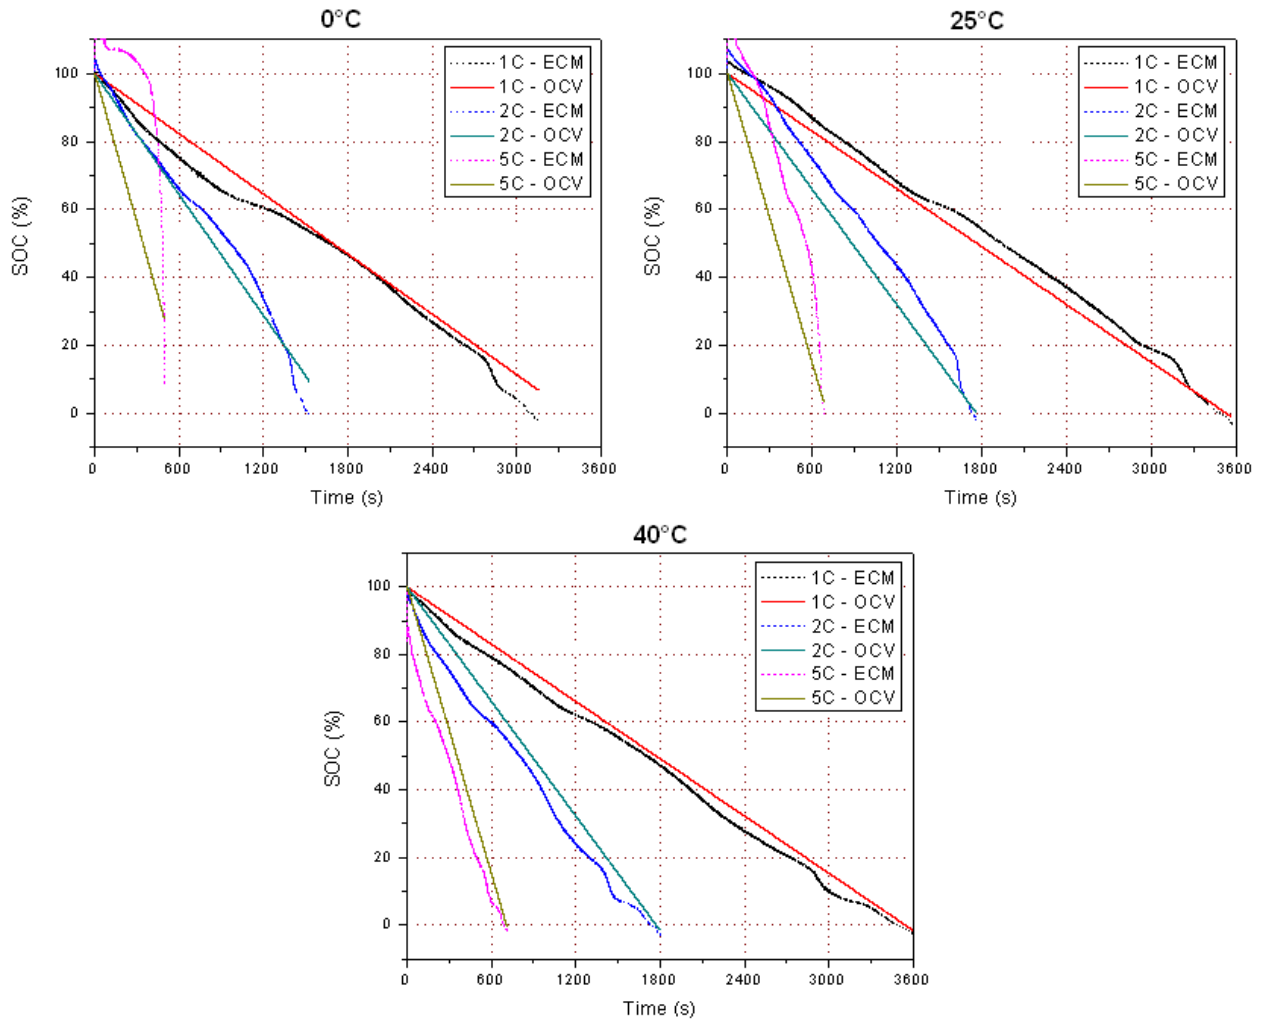 0°C
SOC (%)
100
80
60
40
20
0
1C - ECM
1C - OCV
2C - ECM
2C - OCV
5C - ECM
5C - OCV
0 600 1200 1800 2400 3000 3600
Time (s)
25°C
SOC (%)
100
80
60
40
20
0
1C - ECM
1C - OCV
2C - ECM
2C - OCV
5C - ECM
5C - OCV
0 600 1200 1800 2400 3000 3600
Time (s)
40°C
SOC (%)
100
80
60
40
20
0
1C - ECM
1C - OCV
2C - ECM
2C - OCV
5C - ECM
5C - OCV
0 600 1200 1800 2400 3000 3600
Time (s)